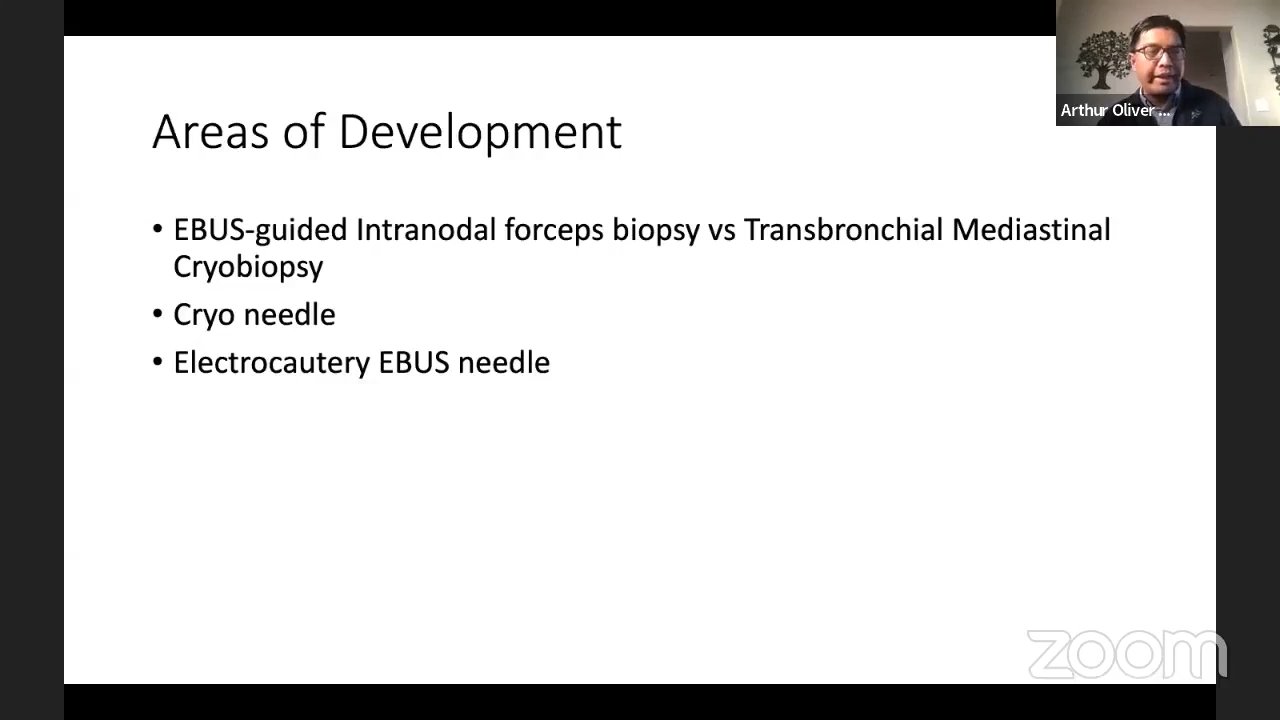 Arthur Oliver ...
Areas of Development
• EBUS-guided Intranodal forceps biopsy vs Transbronchial Mediastinal
Cryobiopsy
• Cryo needle
• Electrocautery EBUS needle
zoom